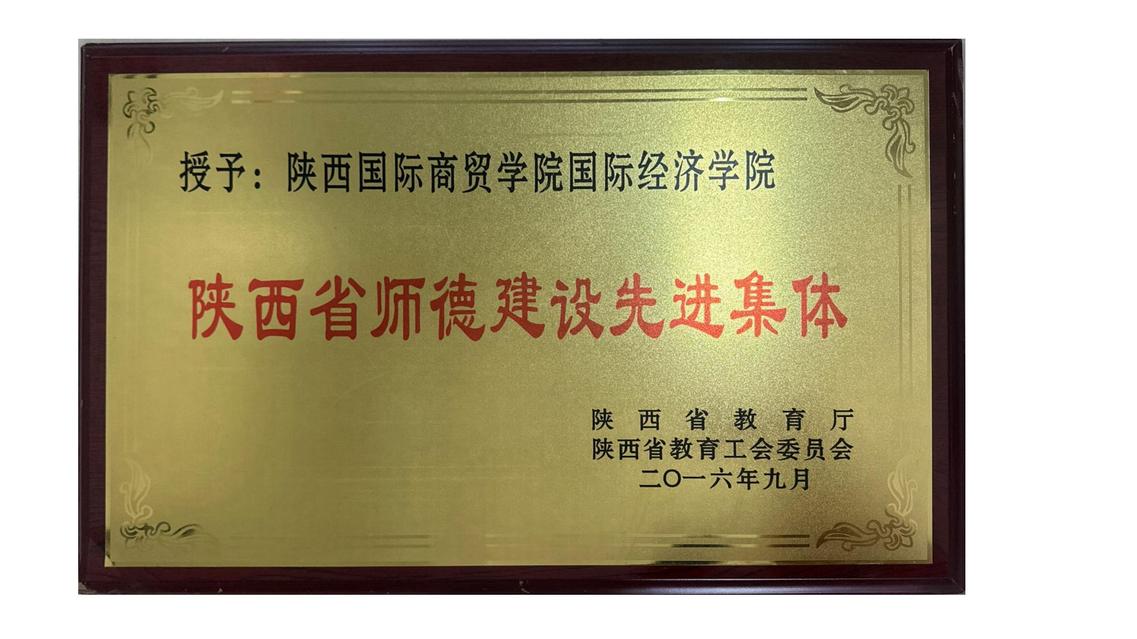 授予：陕西国际商贸学院国际经济学院
陕西省师德建设先进集体
陕西省教育厅
陕西省教育工会委员会
二〇一六年九月